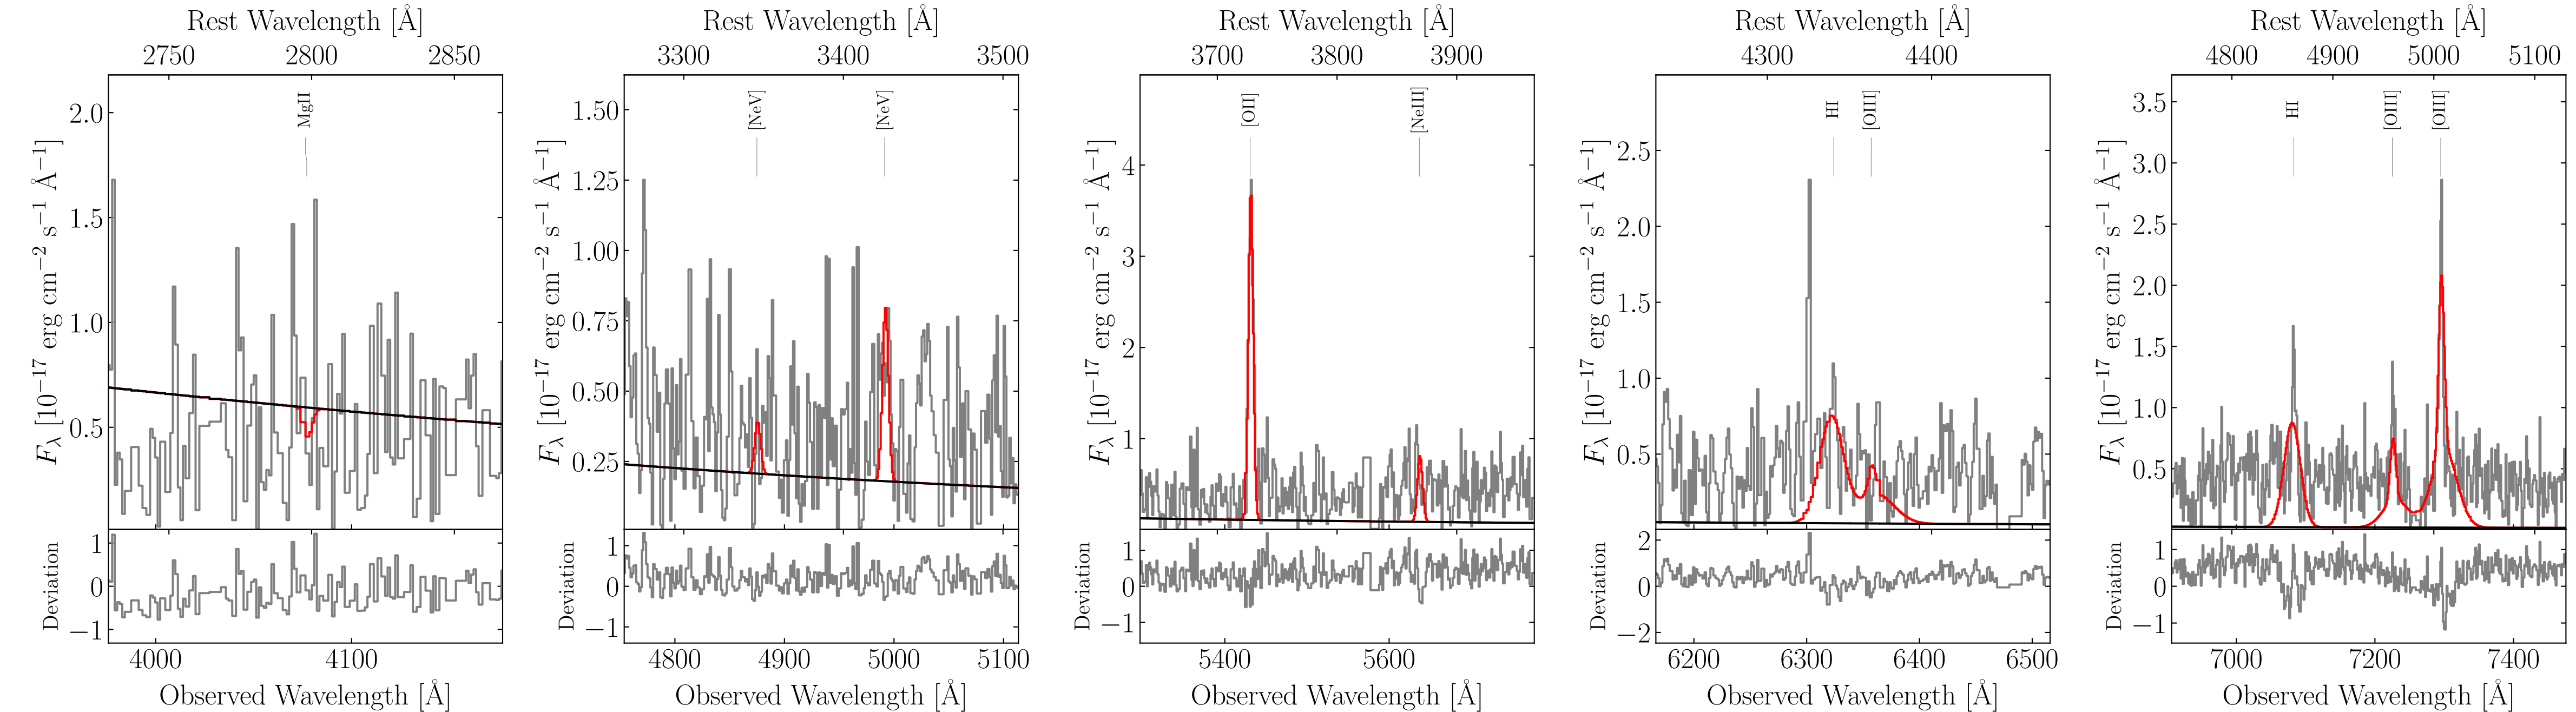 Rest Wavelength [Å]
2750 2800 2850
2.0
1.5
1.0
0.5
F_λ [10^−17 erg cm^−2 s^−1 Å^−1]
MgII
1
0
−1
Deviation
4000 4100
Observed Wavelength [Å]
Rest Wavelength [Å]
3300 3400 3500
1.50
1.25
1.00
0.75
0.50
0.25
F_λ [10^−17 erg cm^−2 s^−1 Å^−1]
[NeV] [NeV]
1
0
−1
Deviation
4800 4900 5000 5100
Observed Wavelength [Å]
Rest Wavelength [Å]
3700 3800 3900
4
3
2
1
F_λ [10^−17 erg cm^−2 s^−1 Å^−1]
[OII] [NeIII]
1
0
−1
Deviation
5400 5600
Observed Wavelength [Å]
Rest Wavelength [Å]
4300 4400
2.5
2.0
1.5
1.0
0.5
F_λ [10^−17 erg cm^−2 s^−1 Å^−1]
HI [OIII]
2
0
−2
Deviation
6200 6300 6400 6500
Observed Wavelength [Å]
Rest Wavelength [Å]
4800 4900 5000 5100
3.5
3.0
2.5
2.0
1.5
1.0
0.5
F_λ [10^−17 erg cm^−2 s^−1 Å^−1]
HI [OIII] [OIII]
1
0
−1
Deviation
7000 7200 7400
Observed Wavelength [Å]